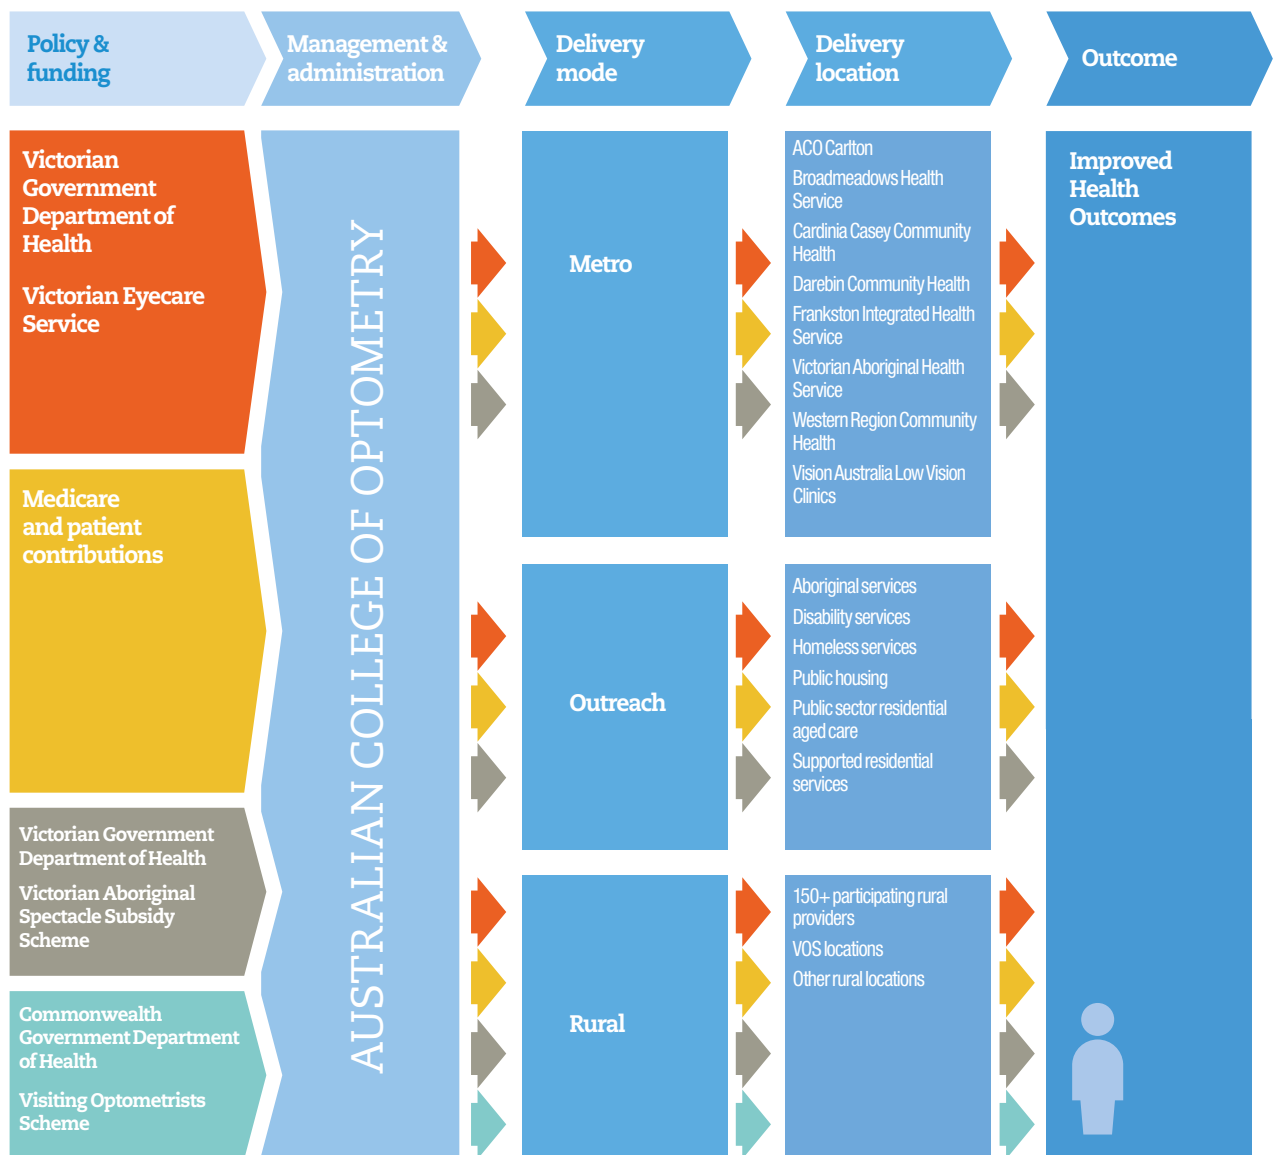 Policy &
funding
Management &
administration
Delivery
mode
Delivery
location
Outcome
Victorian
Government
Department of
Health
Victorian Eyecare
Service
Medicare
and patient
contributions
Victorian Government
Department of Health
Victorian Aboriginal
Spectacle Subsidy
Scheme
Commonwealth
Government Department
of Health
Visiting Optometrists
Scheme
AUSTRALIAN COLLEGE OF OPTOMETRY
Metro
ACO Carlton
Broadmeadows Health
Service
Cardinia Casey Community
Health
Darebin Community Health
Frankston Integrated Health
Service
Victorian Aboriginal Health
Service
Western Region Community
Health
Vision Australia Low Vision
Clinics
Outreach
Aboriginal services
Disability services
Homeless services
Public housing
Public sector residential
aged care
Supported residential
services
Rural
150+ participating rural
providers
VOS locations
Other rural locations
Improved
Health
Outcomes